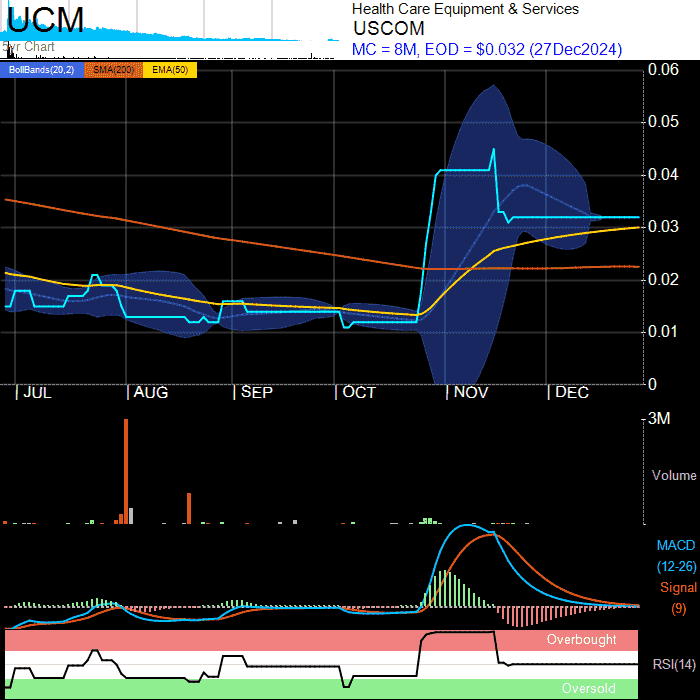 UCM
5yr Chart
Health Care Equipment & Services
USCOM
MC = 8M, EOD = $0.032 (27Dec2024)
BollBands(20,2) SMA(200) EMA(50)
0.06
0.05
0.04
0.03
0.02
0.01
0
JUL AUG SEP OCT NOV DEC
3M
Volume
MACD
(12-26)
Signal
(9)
Overbought
RSI(14)
Oversold